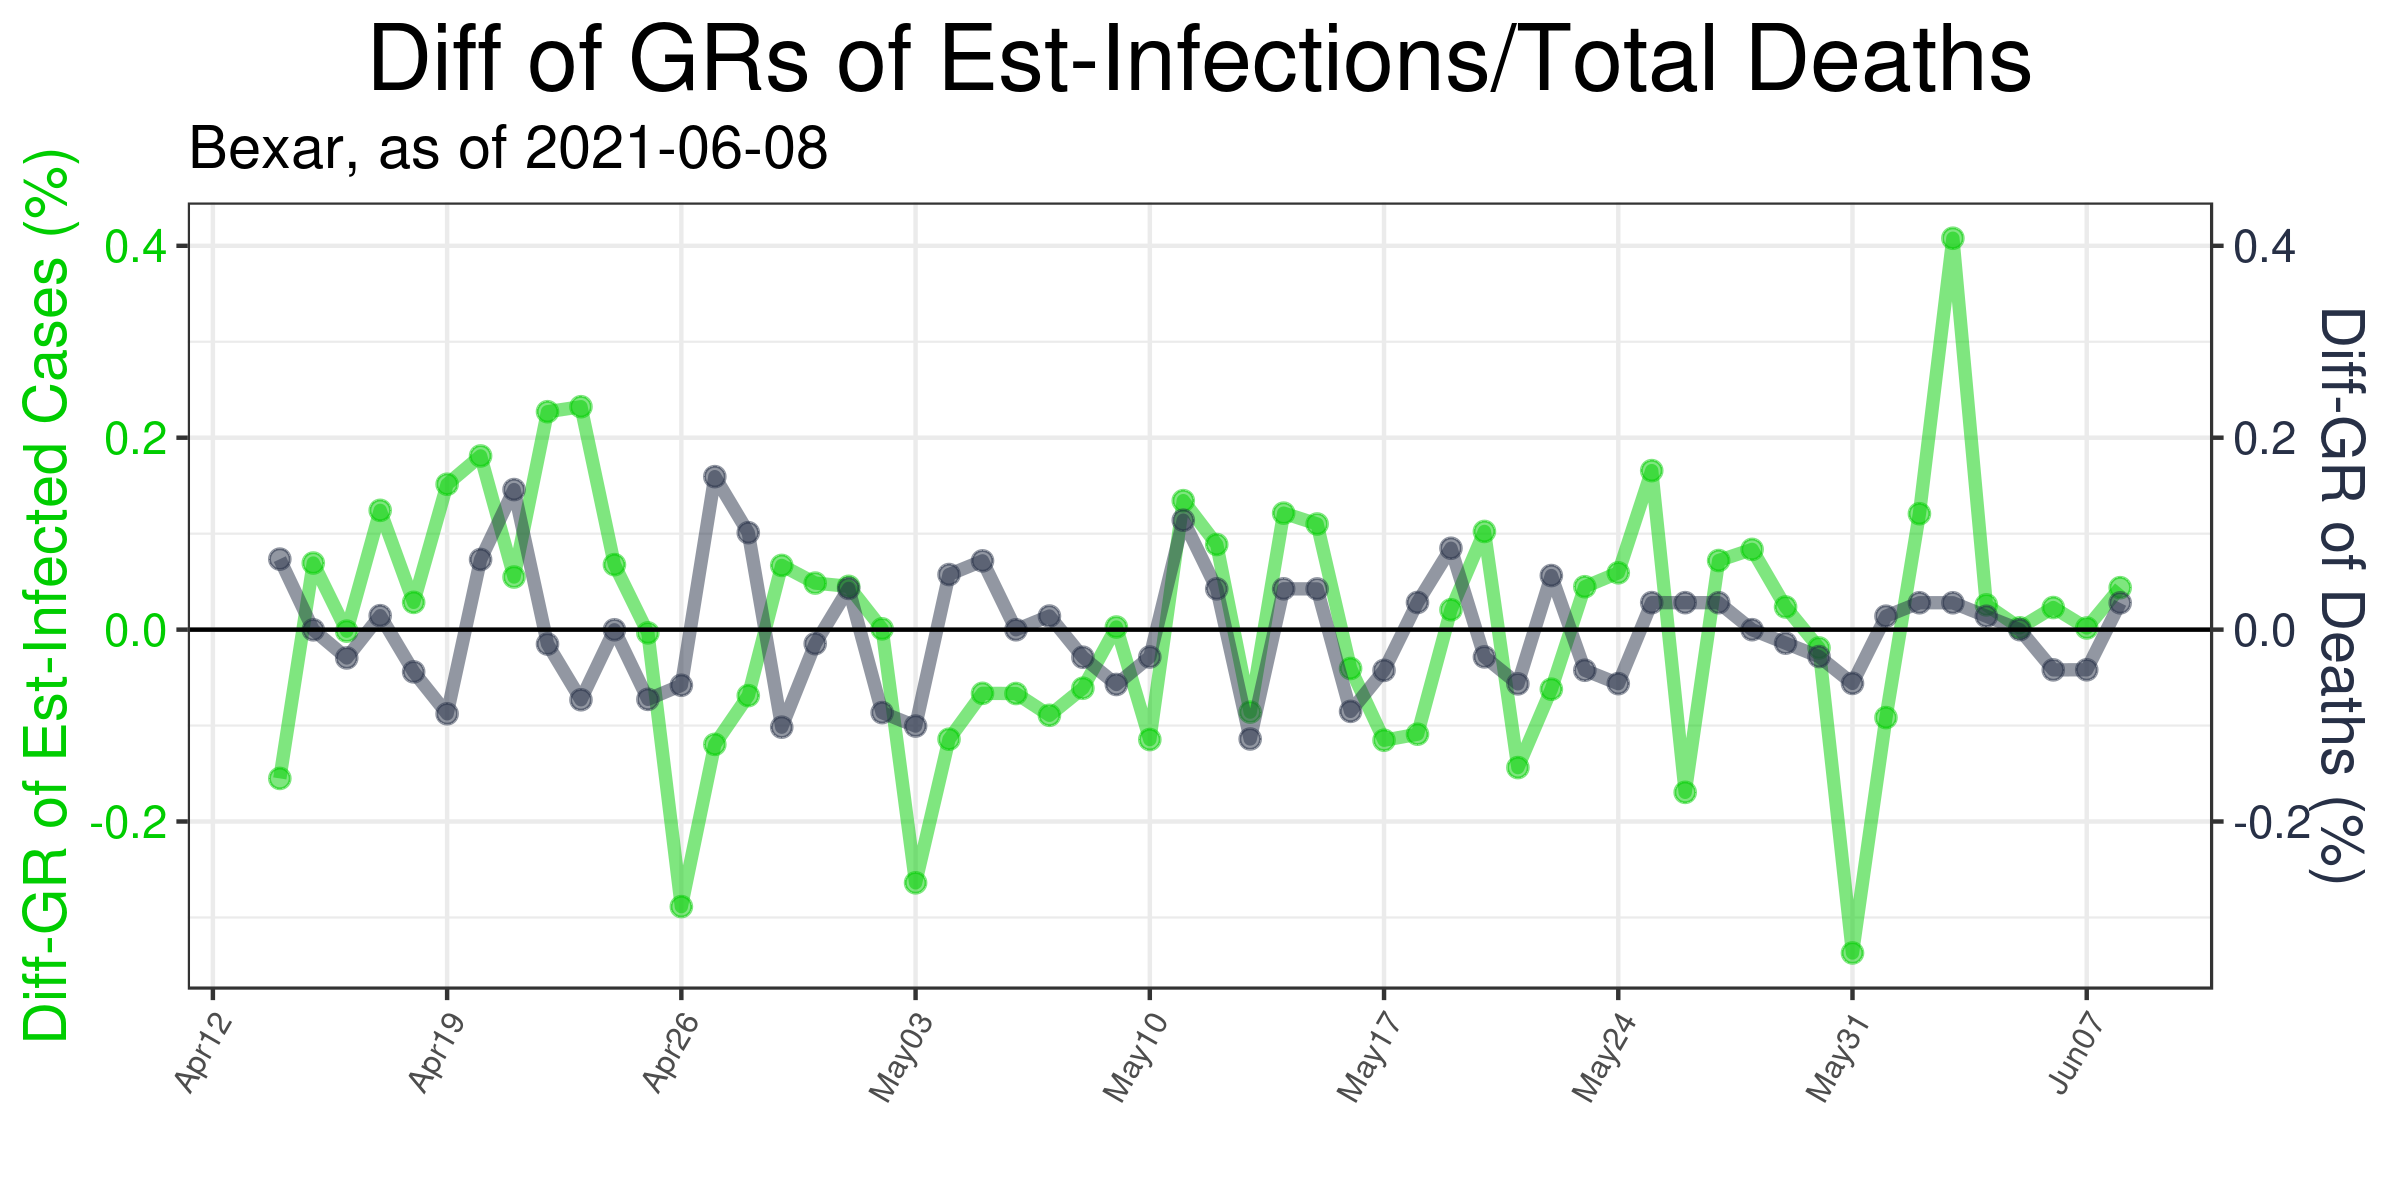 Diff of GRs of Est-Infections/Total Deaths
Bexar, as of 2021-06-08
Diff-GR of Est-Infected Cases (%)
0.4
0.2
0.0
-0.2
0.4
0.2
0.0
-0.2
Diff-GR of Deaths (%)
Apr12
Apr19
Apr26
May03
May10
May17
May24
May31
Jun07